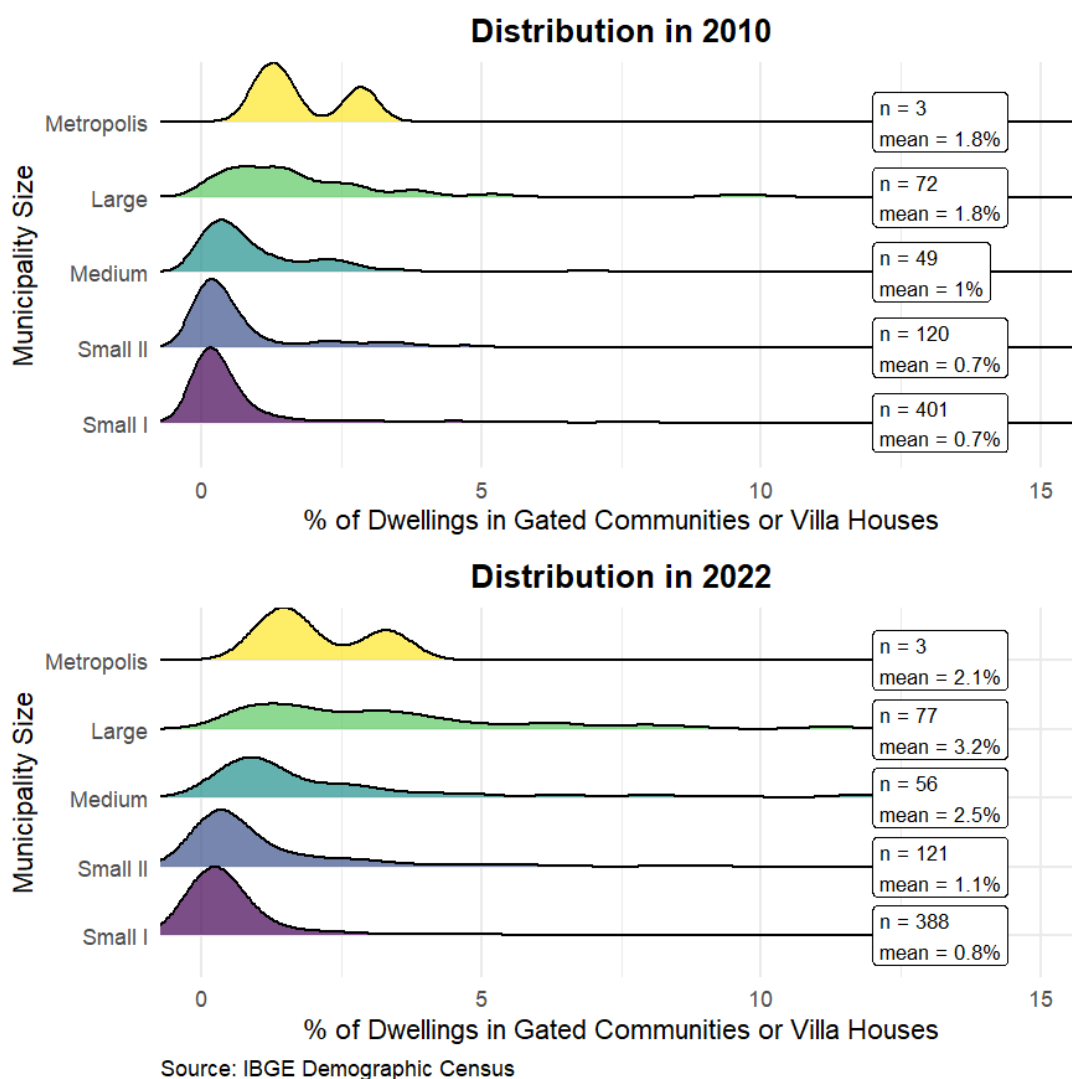 Distribution in 2010
Municipality Size
Metropolis
n = 3
mean = 1.8%
Large
n = 72
mean = 1.8%
Medium
n = 49
mean = 1%
Small II
n = 120
mean = 0.7%
Small I
n = 401
mean = 0.7%
0 5 10 15
% of Dwellings in Gated Communities or Villa Houses
Distribution in 2022
Municipality Size
Metropolis
n = 3
mean = 2.1%
Large
n = 77
mean = 3.2%
Medium
n = 56
mean = 2.5%
Small II
n = 121
mean = 1.1%
Small I
n = 388
mean = 0.8%
0 5 10 15
% of Dwellings in Gated Communities or Villa Houses
Source: IBGE Demographic Census